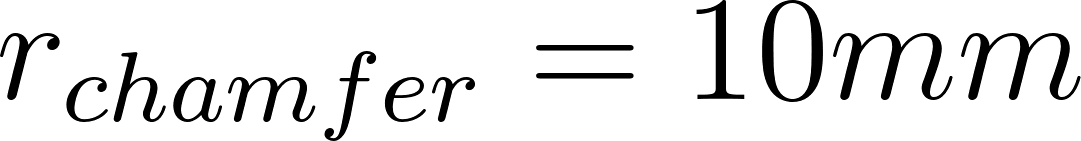 r_{chamfer} = 10mm